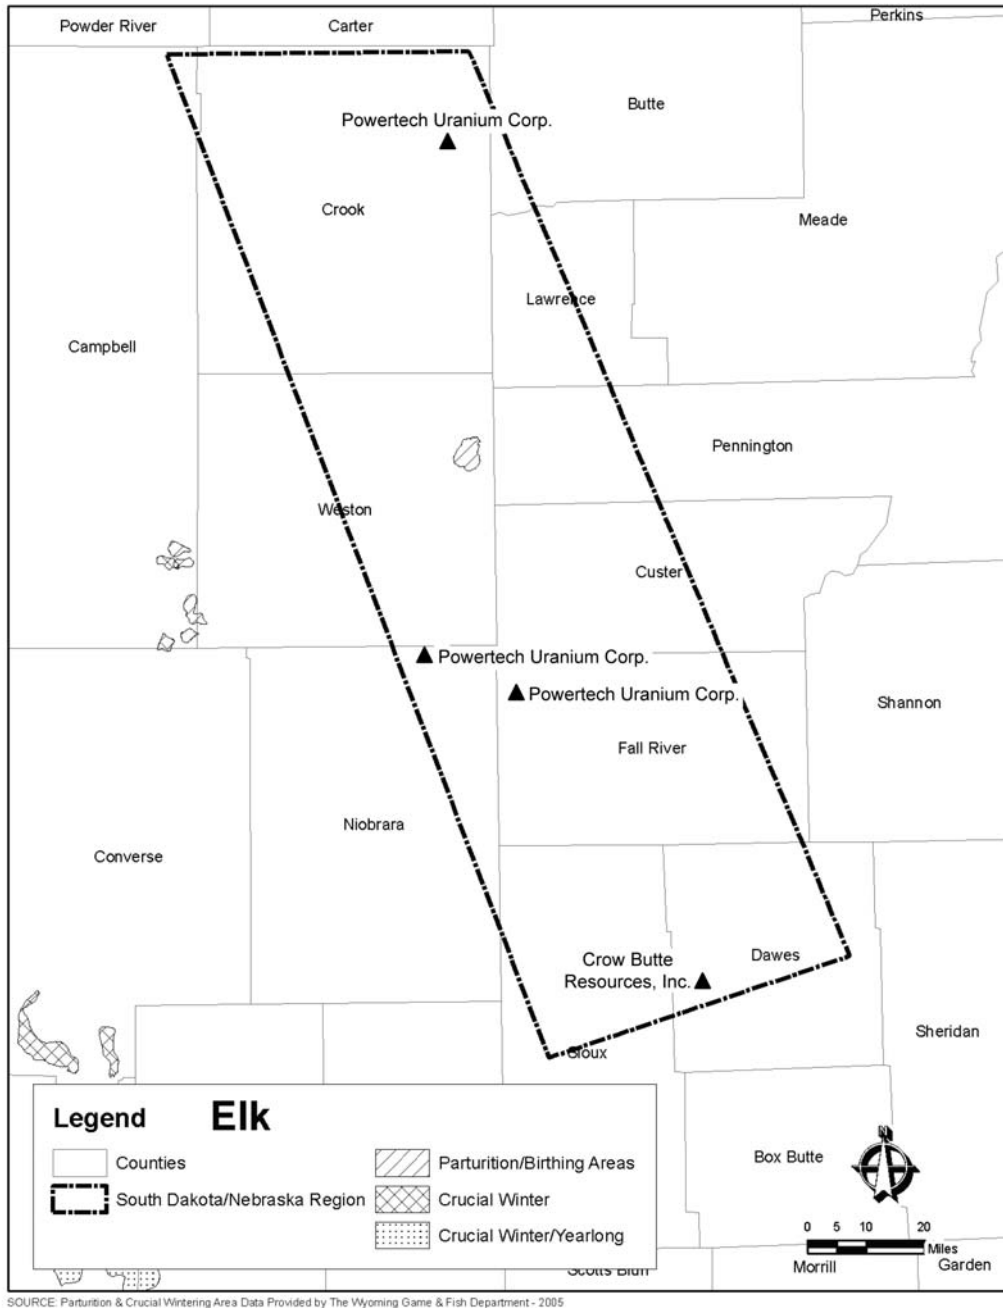 Powder River
Carter
Perkins
Butte
Powertech Uranium Corp.
Crook
Meade
Lawrence
Campbell
Pennington
Weston
Custer
Powertech Uranium Corp.
Powertech Uranium Corp.
Shannon
Fall River
Niobrara
Converse
Crow Butte
Resources, Inc.
Dawes
Sheridan
Sioux
Legend
Elk
Counties
South Dakota/Nebraska Region
Parturition/Birthing Areas
Crucial Winter
Crucial Winter/Yearlong
Box Butte
N
0 5 10 20
Miles
Scotts Bluff
Morrill
Garden
SOURCE: Parturition & Crucial Wintering Area Data Provided by The Wyoming Game & Fish Department - 2005